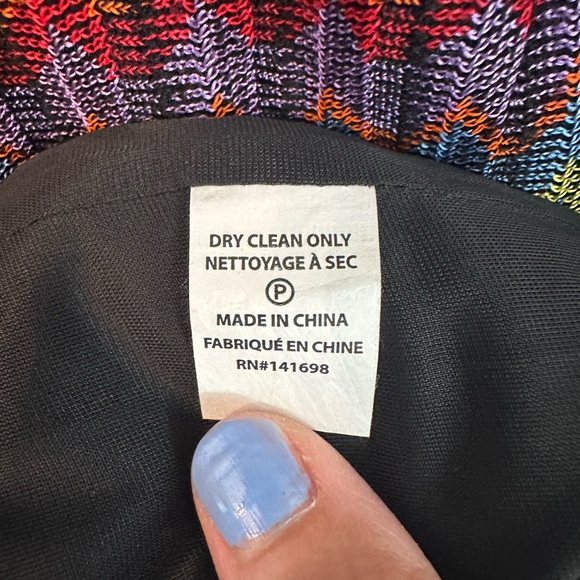 DRY CLEAN ONLY
NETTOYAGE À SEC
P
MADE IN CHINA
FABRIQUÉ EN CHINE
RN#141698